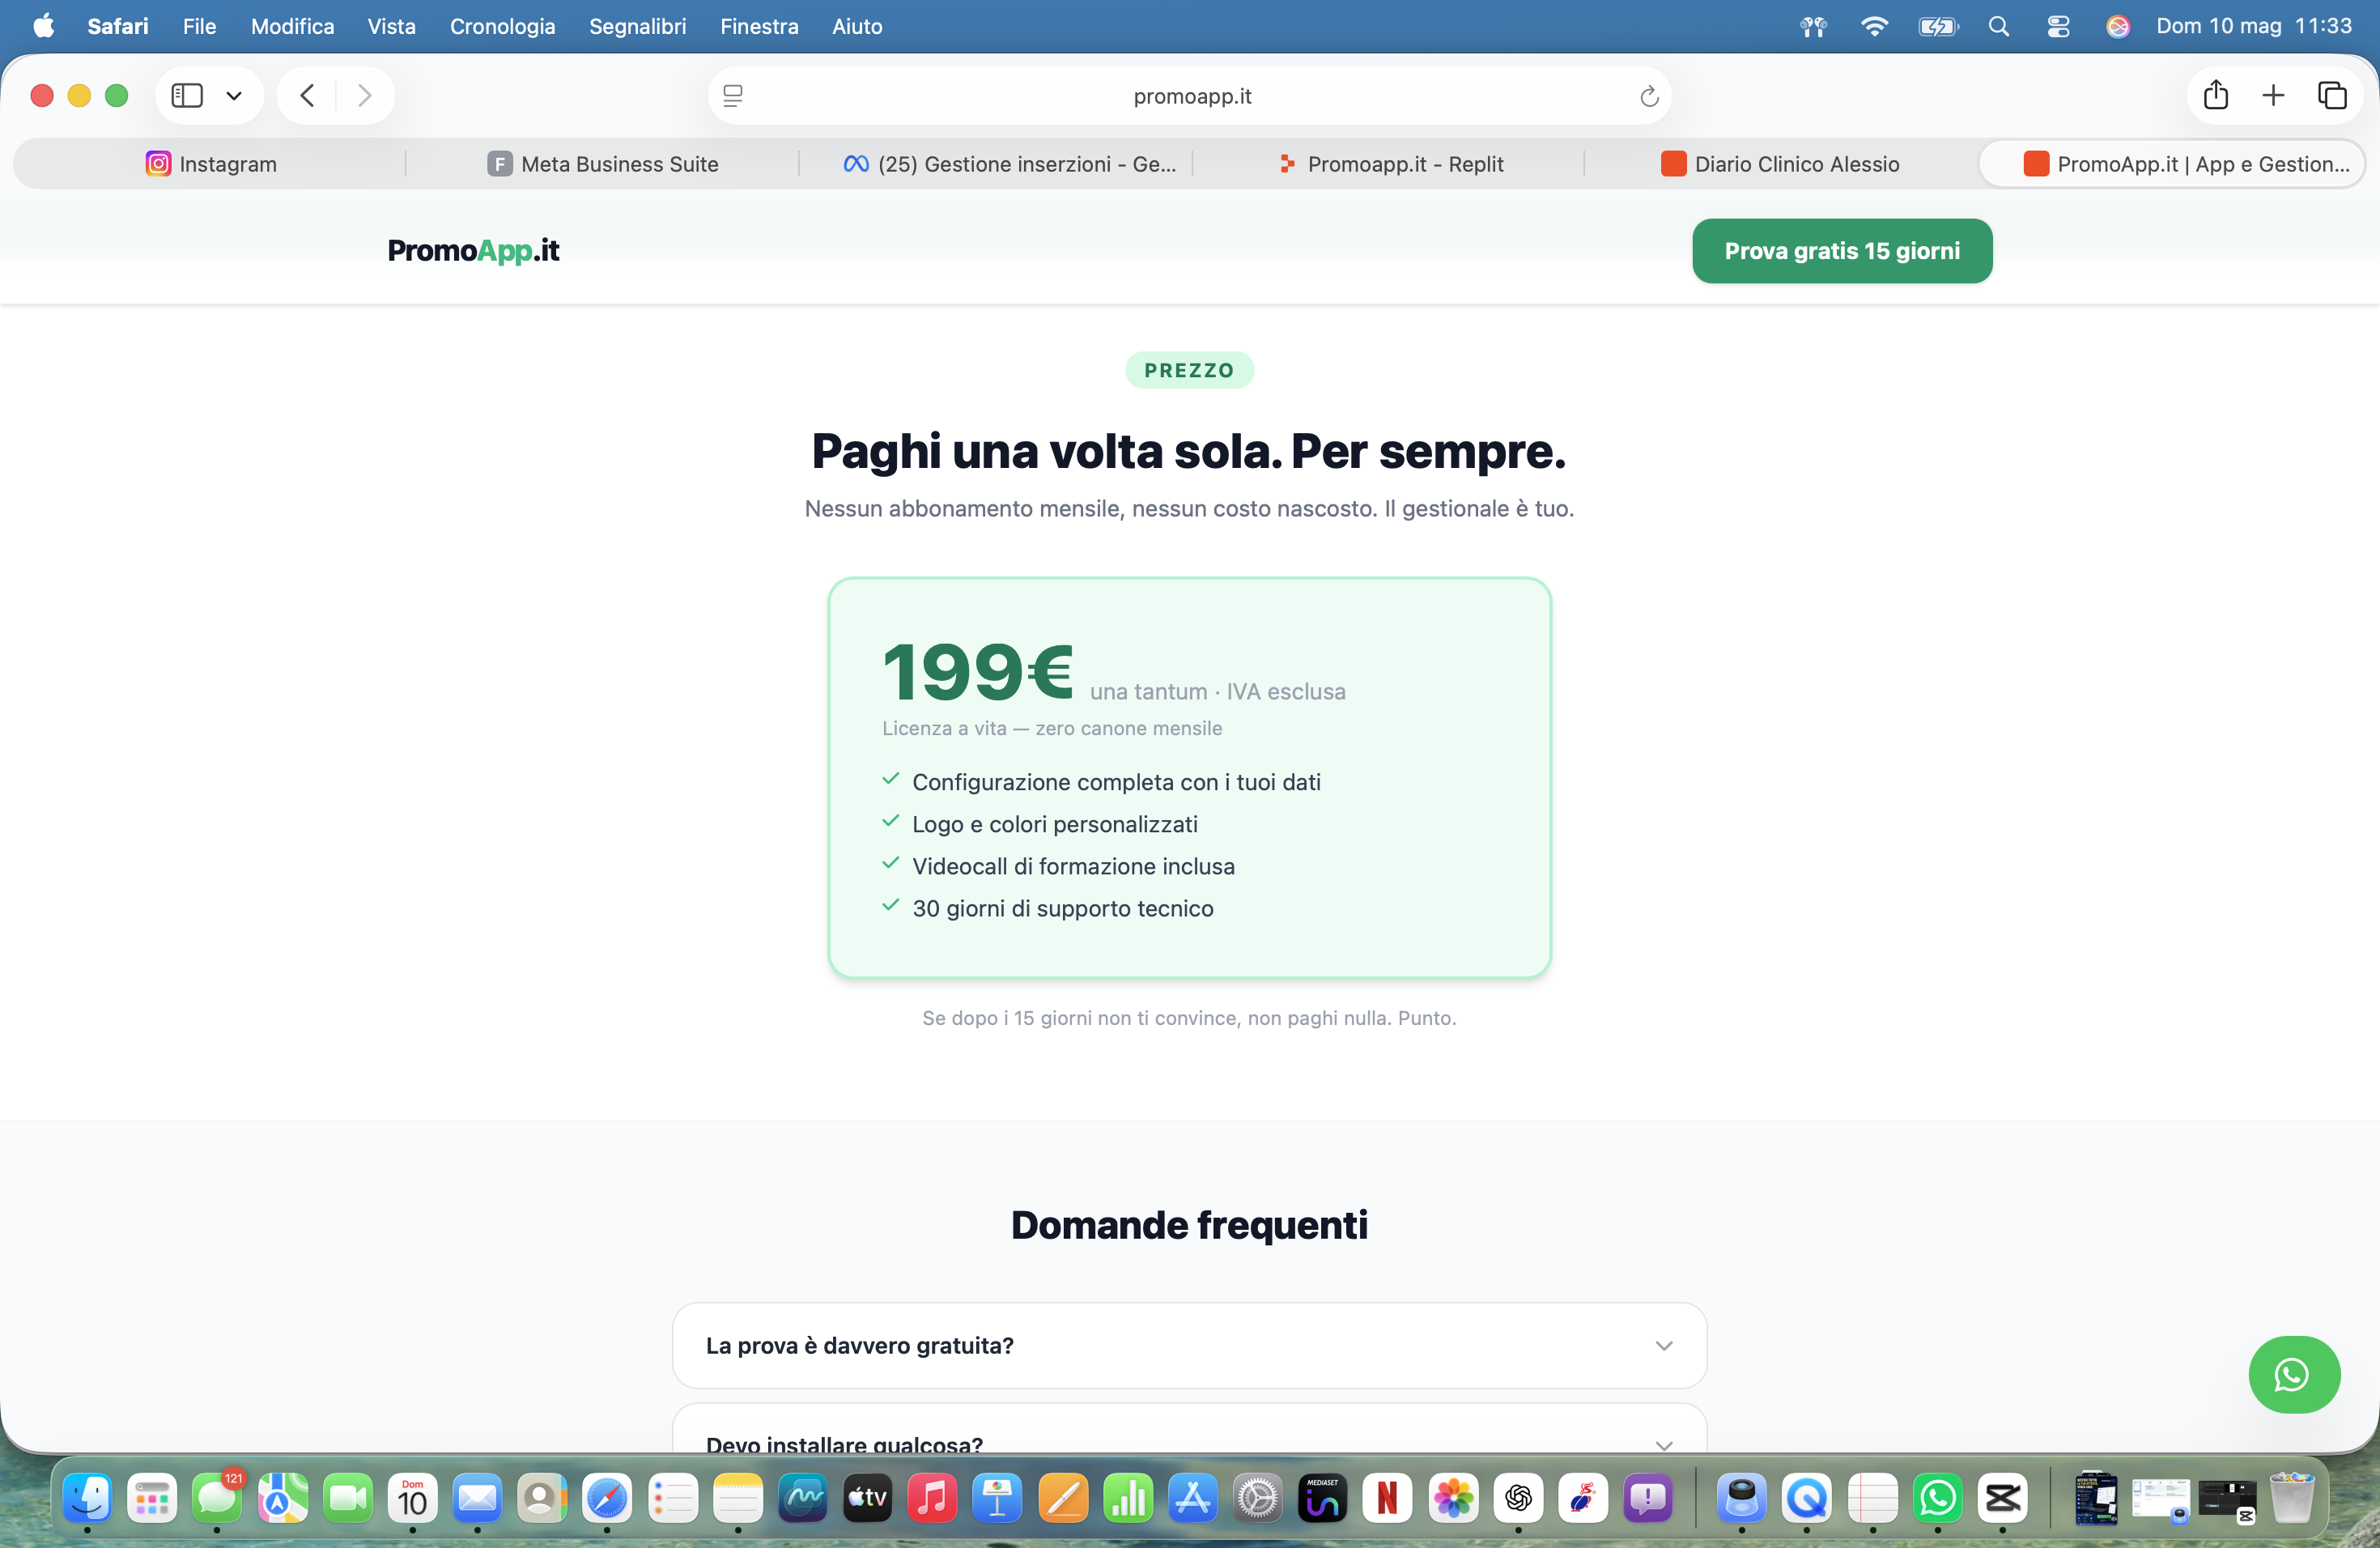 Safari File Modifica Vista Cronologia Segnalibri Finestra Aiuto Dom 10 mag 11:33
promoapp.it
Instagram
F Meta Business Suite
(25) Gestione inserzioni - Ge...
Promoapp.it - Replit
Diario Clinico Alessio
PromoApp.it | App e Gestion...
PromoApp.it
Prova gratis 15 giorni
PREZZO
Paghi una volta sola. Per sempre.
Nessun abbonamento mensile, nessun costo nascosto. Il gestionale è tuo.
199€ una tantum · IVA esclusa
Licenza a vita — zero canone mensile
Configurazione completa con i tuoi dati
Logo e colori personalizzati
Videocall di formazione inclusa
30 giorni di supporto tecnico
Se dopo i 15 giorni non ti convince, non paghi nulla. Punto.
Domande frequenti
La prova è davvero gratuita?
Devo installare qualcosa?
121
Dom
10
tv
MEDIASET
in
N